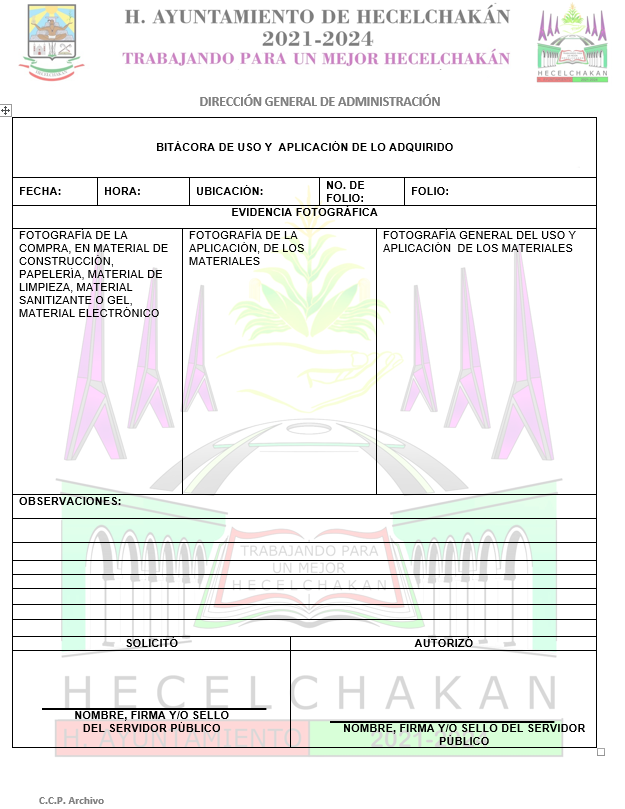 H. AYUNTAMIENTO DE HECELCHAKÁN
2021-2024
TRABAJANDO PARA UN MEJOR HECELCHAKÁN
HECELCHAKÁN
HECELCHAKAN
DIRECCIÓN GENERAL DE ADMINISTRACIÓN
BITÁCORA DE USO Y APLICACIÓN DE LO ADQUIRIDO
FECHA:
HORA:
UBICACIÓN:
NO. DE
FOLIO:
FOLIO:
EVIDENCIA FOTOGRÁFICA
FOTOGRAFÍA DE LA
COMPRA, EN MATERIAL DE
CONSTRUCCIÓN,
PAPELERÍA, MATERIAL DE
LIMPIEZA, MATERIAL
SANITIZANTE O GEL,
MATERIAL ELECTRÓNICO
FOTOGRAFÍA DE LA
APLICACIÓN, DE LOS
MATERIALES
FOTOGRAFÍA GENERAL DEL USO Y
APLICACIÓN DE LOS MATERIALES
OBSERVACIONES:
TRABAJANDO PARA
UN MEJOR
HECELCHAKAN
SOLICITÓ
AUTORIZÓ
HECELCHAKAN
NOMBRE, FIRMA Y/O SELLO
DEL SERVIDOR PÚBLICO
NOMBRE, FIRMA Y/O SELLO DEL SERVIDOR
PÚBLICO
H. AYUNTAMIENTO
C.C.P. Archivo